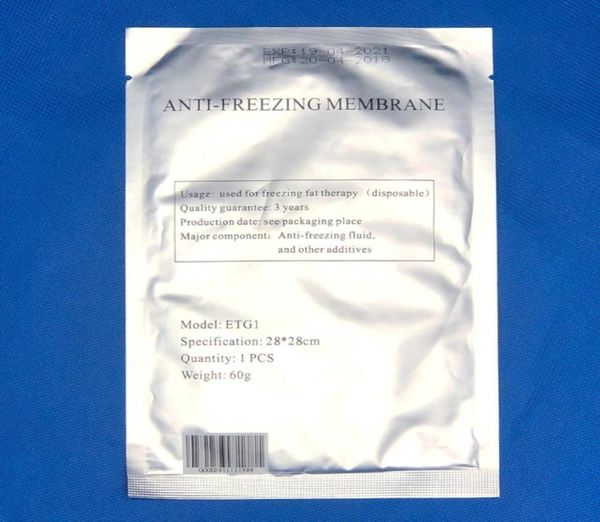 EXP:19-04-2021
MFG:20-04-2018
ANTI-FREEZING MEMBRANE
Usage: used for freezing fat therapy （disposable）
Quality guarantee: 3 years
Production date: see packaging place
Major component: Anti-freezing fluid,
and other additives
Model: ETG1
Specification: 28*28cm
Quantity: 1 PCS
Weight: 60g